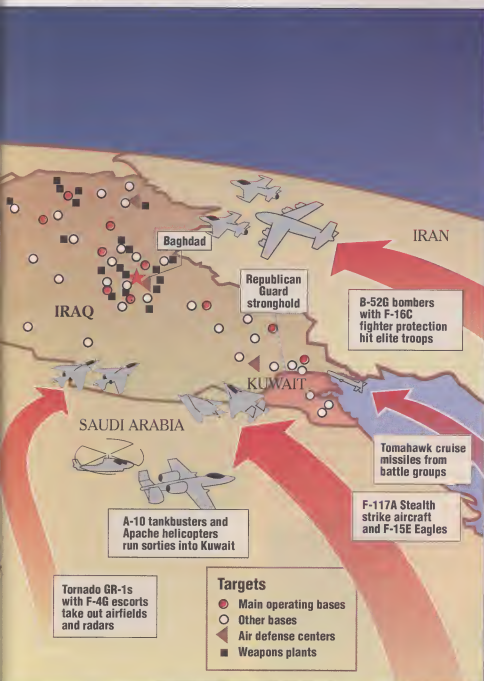 IRAN
Baghdad
Republican
Guard
stronghold
B-52G bombers
with F-16C
fighter protection
hit elite troops
IRAQ
KUWAIT
SAUDI ARABIA
Tomahawk cruise
missiles from
battle groups
F-117A Stealth
strike aircraft
and F-15E Eagles
A-10 tankbusters and
Apache helicopters
run sorties into Kuwait
Tornado GR-1s
with F-4G escorts
take out airfields
and radars
Targets
Main operating bases
Other bases
Air defense centers
Weapons plants